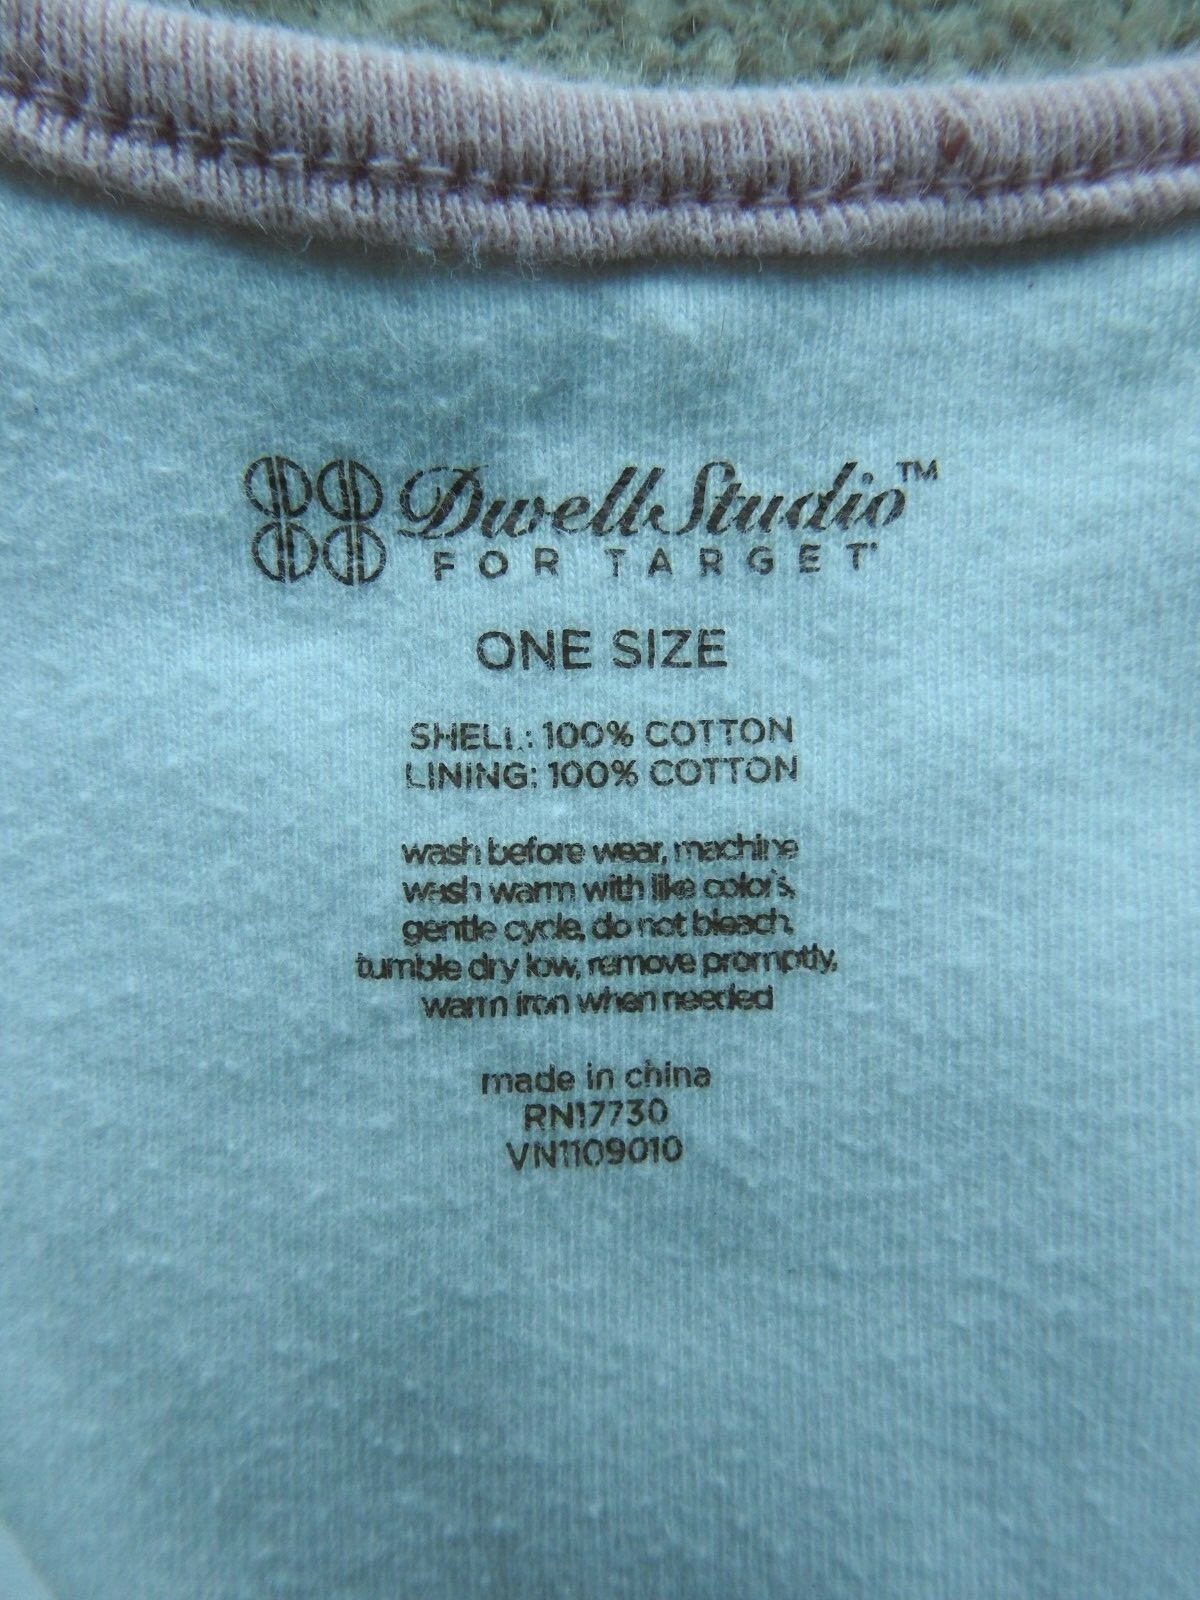 DwellStudio™
FOR TARGET®
ONE SIZE
SHELL: 100% COTTON
LINING: 100% COTTON
wash before wear, machine
wash warm with like colors,
gentle cycle, do not bleach,
tumble dry low, remove promptly,
warm iron when needed
made in china
RN17730
VN1109010